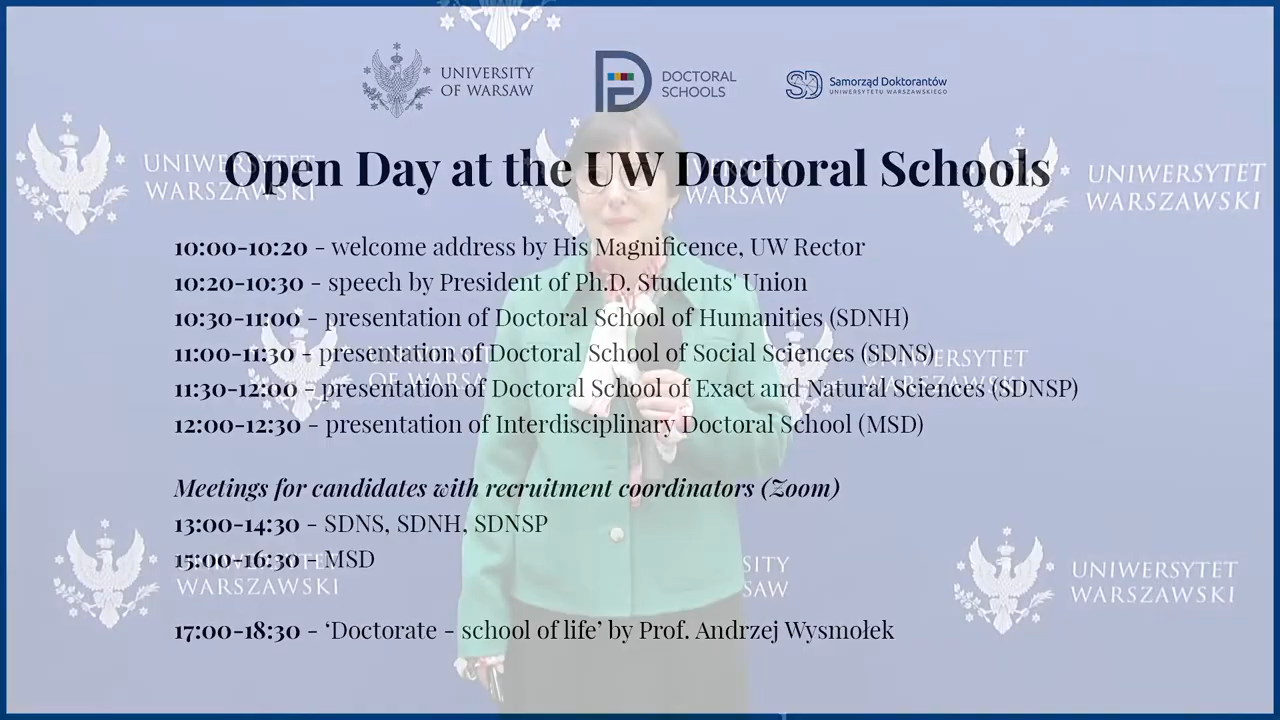 UNIVERSITY
OF WARSAW
DOCTORAL
SCHOOLS
Samorząd Doktorantów
UNIWERSYTETU WARSZAWSKIEGO
UNIWERSYTET
WARSZAWSKI
WARSAW
UNIWERSYTET
WARSZAWSKI
Open Day at the UW Doctoral Schools
10:00-10:20 - welcome address by His Magnificence, UW Rector
10:20-10:30 - speech by President of Ph.D. Students' Union
10:30-11:00 - presentation of Doctoral School of Humanities (SDNH)
11:00-11:30 - presentation of Doctoral School of Social Sciences (SDNS)
11:30-12:00 - presentation of Doctoral School of Exact and Natural Sciences (SDNSP)
12:00-12:30 - presentation of Interdisciplinary Doctoral School (MSD)
Meetings for candidates with recruitment coordinators (Zoom)
13:00-14:30 - SDNS, SDNH, SDNSP
15:00-16:30 - MSD
UNIWERSYTET
WARSZAWSKI
SITY
SAW
UNIWERSYTET
WARSZAWSKI
17:00-18:30 - ‘Doctorate - school of life’ by Prof. Andrzej Wysmołek